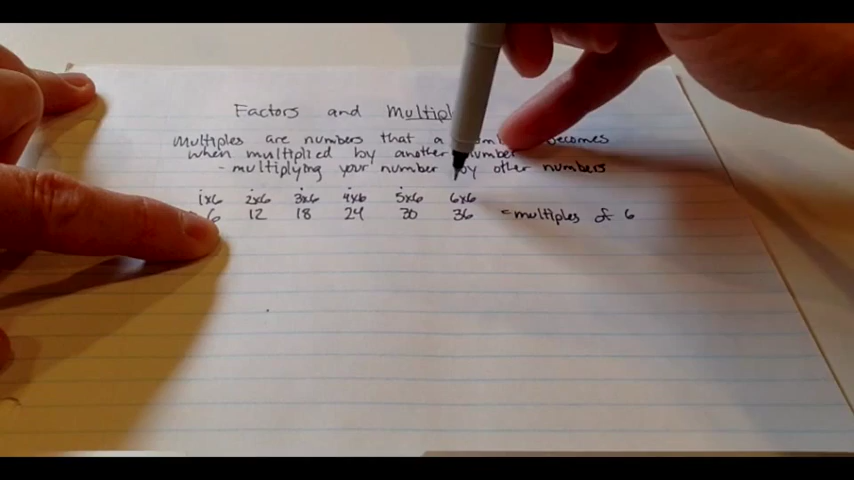 Factors and Multipl
Multiples are numbers that a becomes
when multiplied by another number
- multiplying your number by other numbers
1x6 2x6 3x6 4x6 5x6 6x6
6 12 18 24 30 36 = multiples of 6